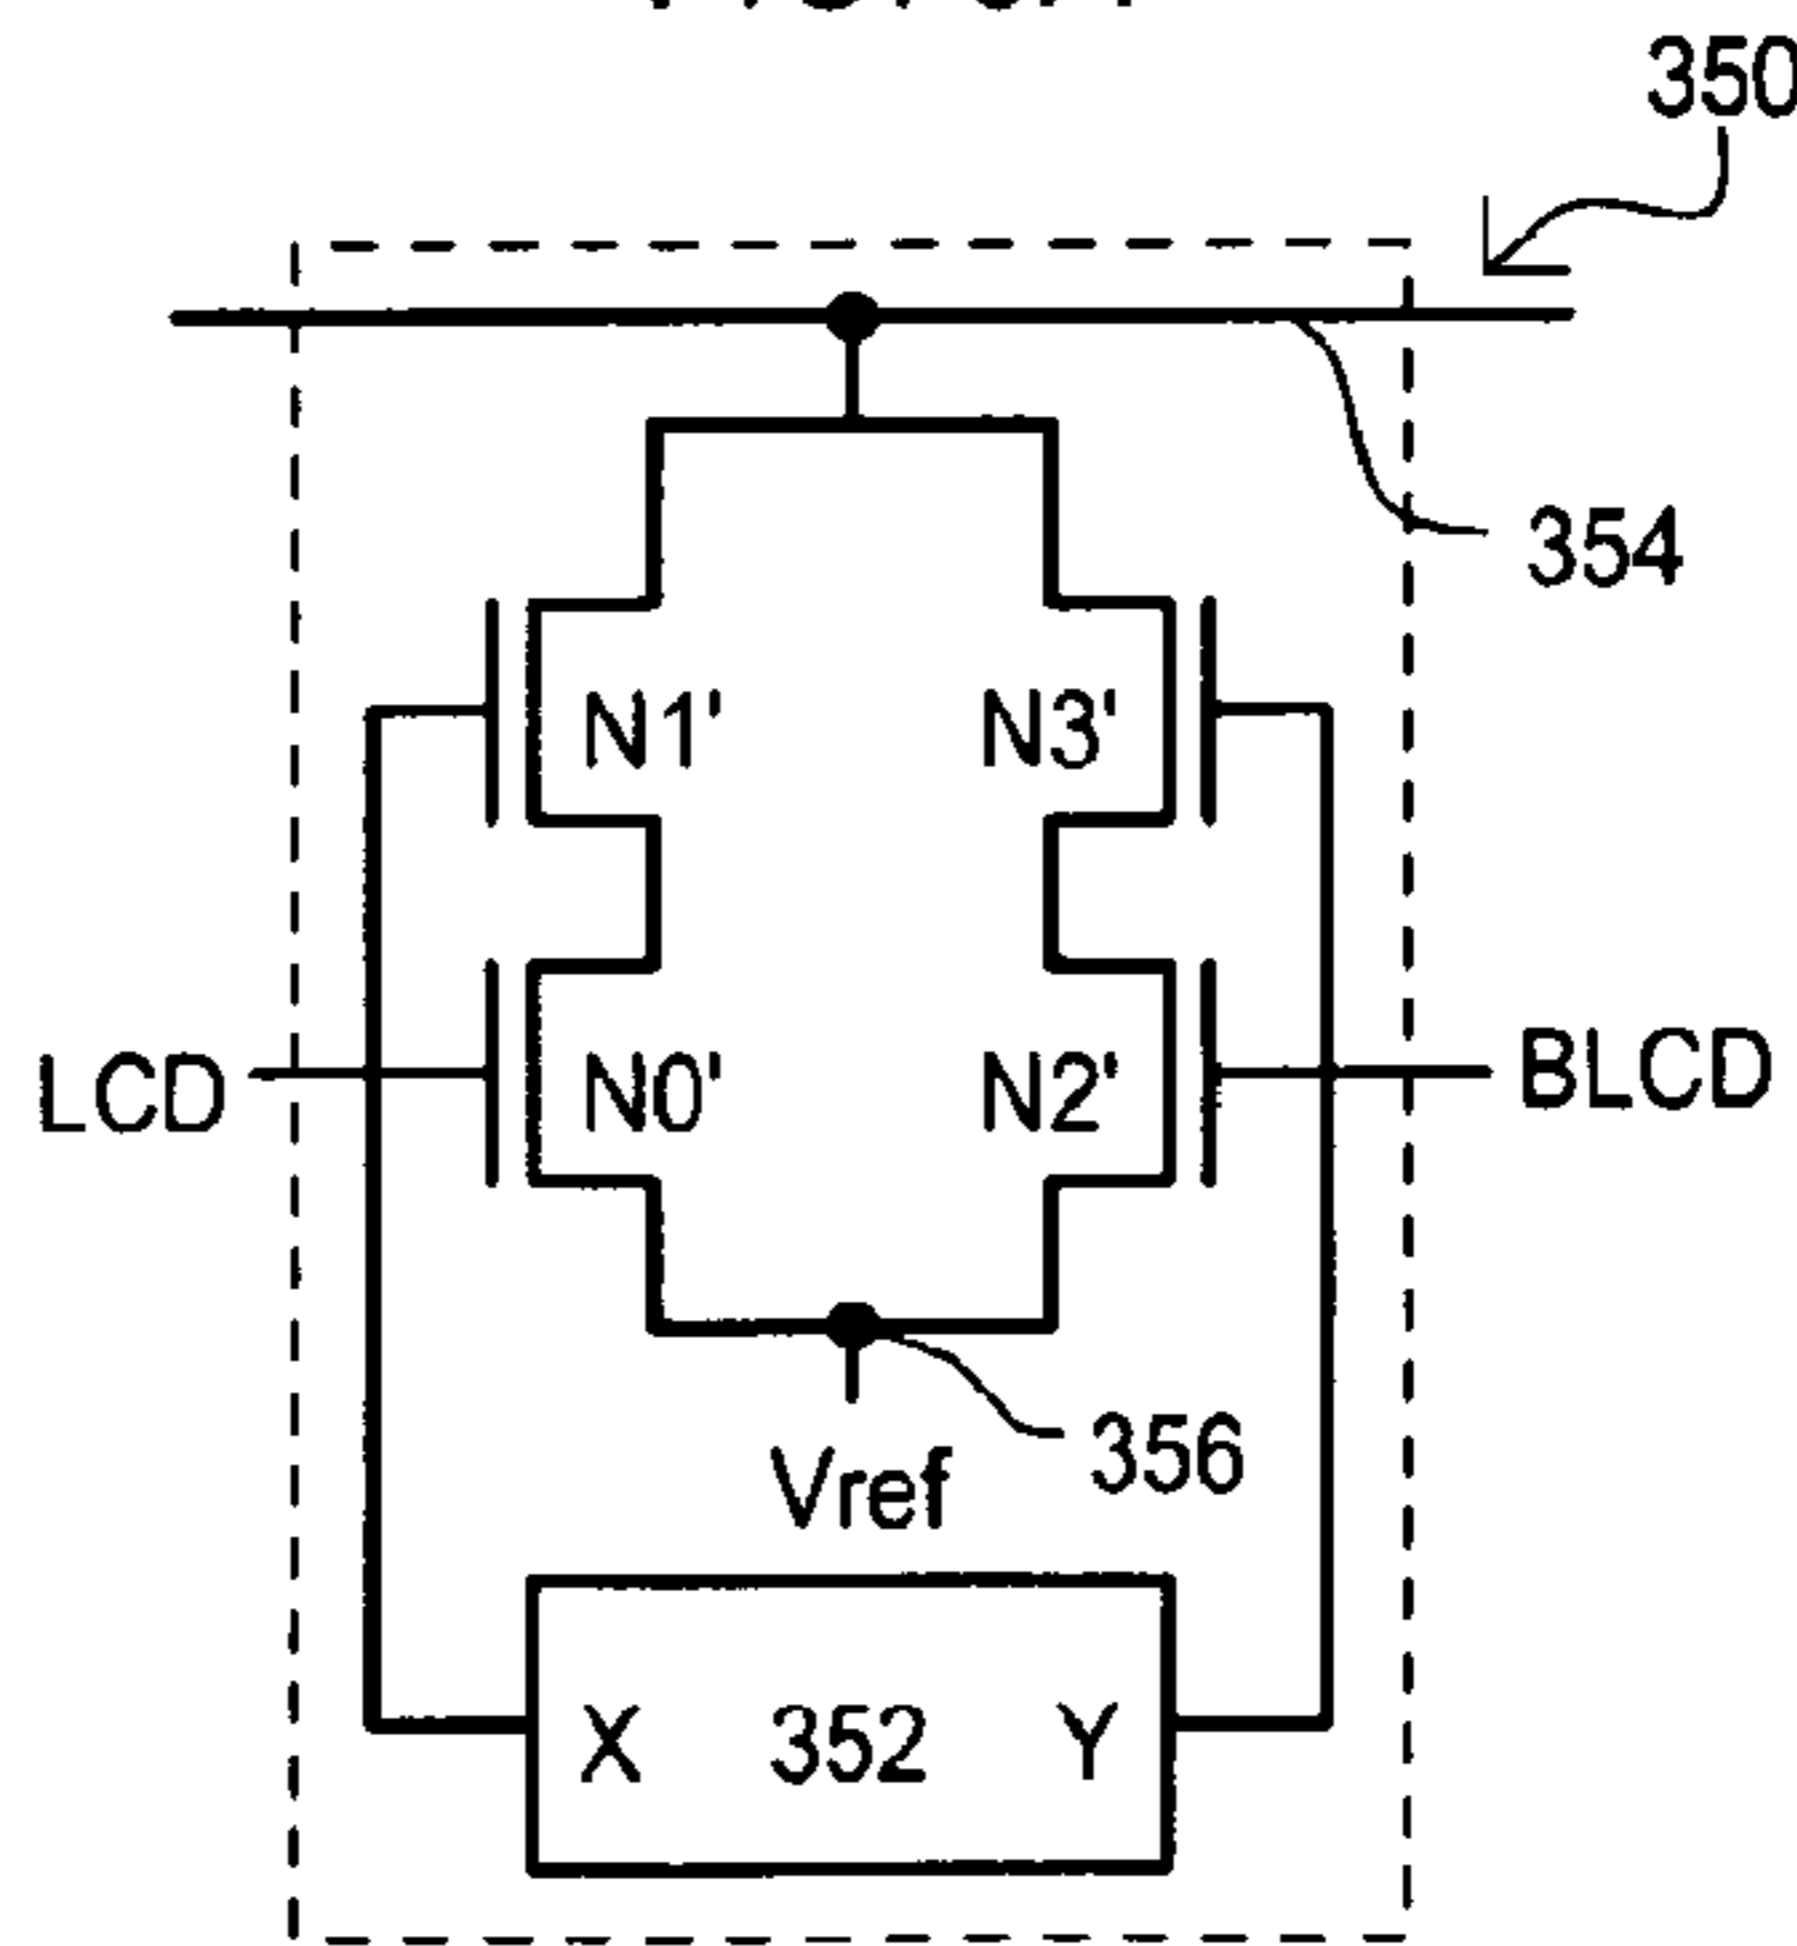 350
354
N1' N3'
LCD N0' N2' BLCD
356
Vref
X 352 Y